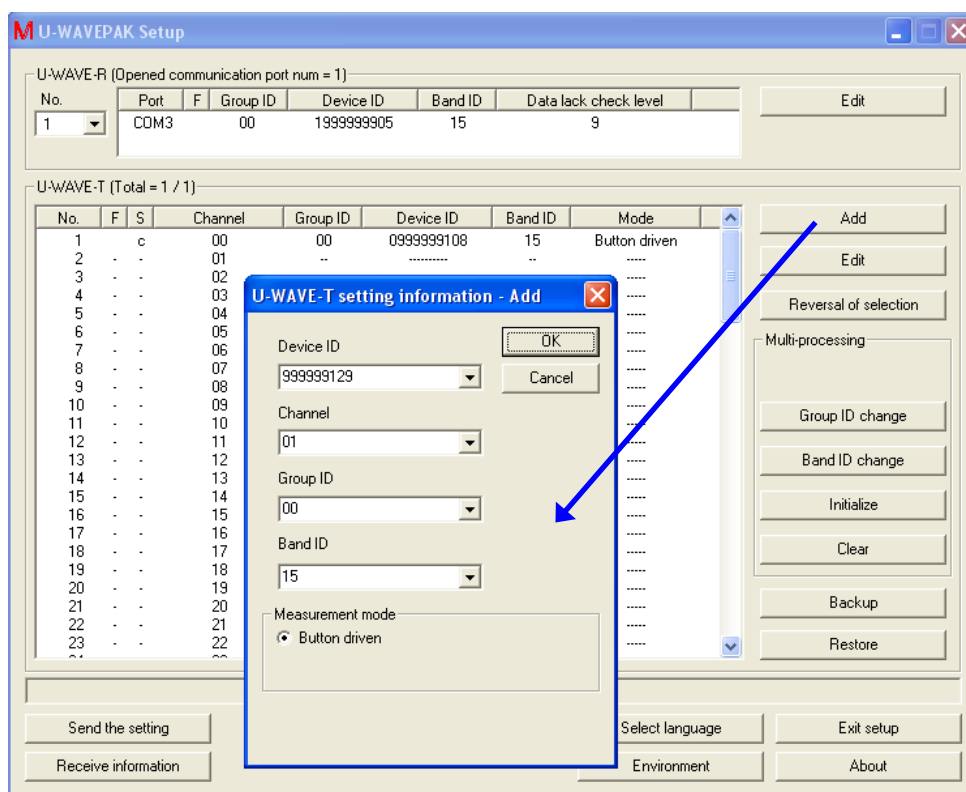 M U-WAVEPAK Setup
U-WAVE-R (Opened communication port num = 1)
No. Port F Group ID Device ID Band ID Data lack check level
1 COM3 00 1999999905 15 9
Edit
U-WAVE-T (Total = 1 / 1)
No. F S Channel Group ID Device ID Band ID Mode
1 c 00 00 0999999108 15 Button driven
2 - - 01 -- ---------- -- -----
3 - - 02 -----
4 - - 03 -----
5 - - 04 -----
6 - - 05 -----
7 - - 06 -----
8 - - 07 -----
9 - - 08 -----
10 - - 09 -----
11 - - 10 -----
12 - - 11 -----
13 - - 12 -----
14 - - 13 -----
15 - - 14 -----
16 - - 15 -----
17 - - 16 -----
18 - - 17 -----
19 - - 18 -----
20 - - 19 -----
21 - - 20 -----
22 - - 21 -----
23 - - 22 -----
U-WAVE-T setting information - Add
Device ID
999999129
Channel
01
Group ID
00
Band ID
15
Measurement mode
Button driven
OK
Cancel
Add
Edit
Reversal of selection
Multi-processing
Group ID change
Band ID change
Initialize
Clear
Backup
Restore
Send the setting
Select language
Exit setup
Receive information
Environment
About